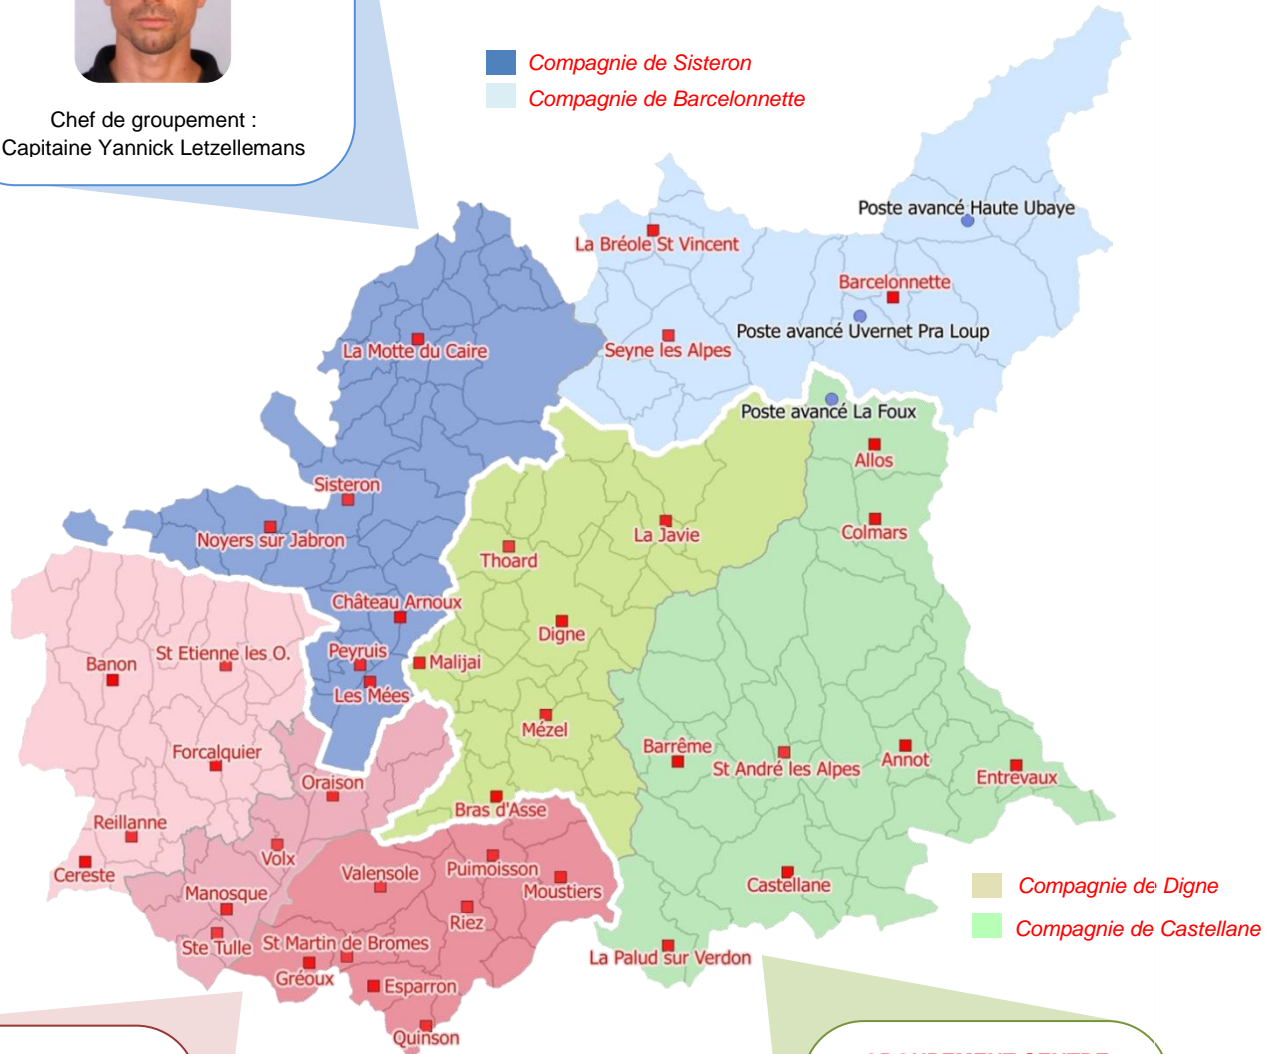 Compagnie de Sisteron
Compagnie de Barcelonnette
Chef de groupement :
Capitaine Yannick Letzellemans
Poste avancé Haute Ubaye
La Bréole St Vincent
Barcelonnette
Poste avancé Uvernet Pra Loup
La Motte du Caire
Seyne les Alpes
Poste avancé La Foux
Allos
Sisteron
Colmars
Noyers sur Jabron
La Javie
Thoard
Château Arnoux
Digne
Peyruis
St Etienne les O.
Banon
Malijai
Les Mées
Mézel
Forcalquier
Barrême
St André les Alpes
Annot
Entrevaux
Oraison
Bras d'Asse
Reillanne
Volx
Cereste
Valensole
Puimoisson
Moustiers
Castellane
Compagnie de Digne
Manosque
Riez
Compagnie de Castellane
Ste Tulle
St Martin de Bromes
La Palud sur Verdon
Gréoux
Esparron
Quinson